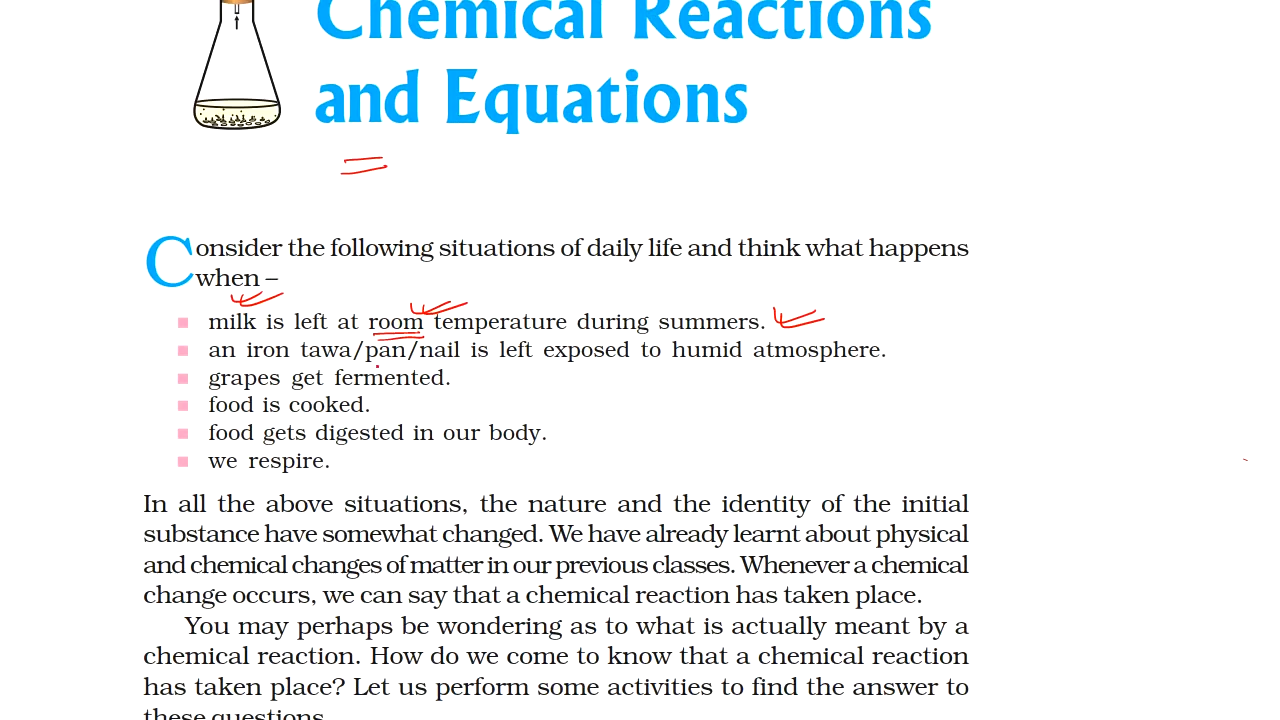 Chemical Reactions
and Equations
Consider the following situations of daily life and think what happens
when –
milk is left at room temperature during summers.
an iron tawa/pan/nail is left exposed to humid atmosphere.
grapes get fermented.
food is cooked.
food gets digested in our body.
we respire.
In all the above situations, the nature and the identity of the initial
substance have somewhat changed. We have already learnt about physical
and chemical changes of matter in our previous classes. Whenever a chemical
change occurs, we can say that a chemical reaction has taken place.
You may perhaps be wondering as to what is actually meant by a
chemical reaction. How do we come to know that a chemical reaction
has taken place? Let us perform some activities to find the answer to
these questions.